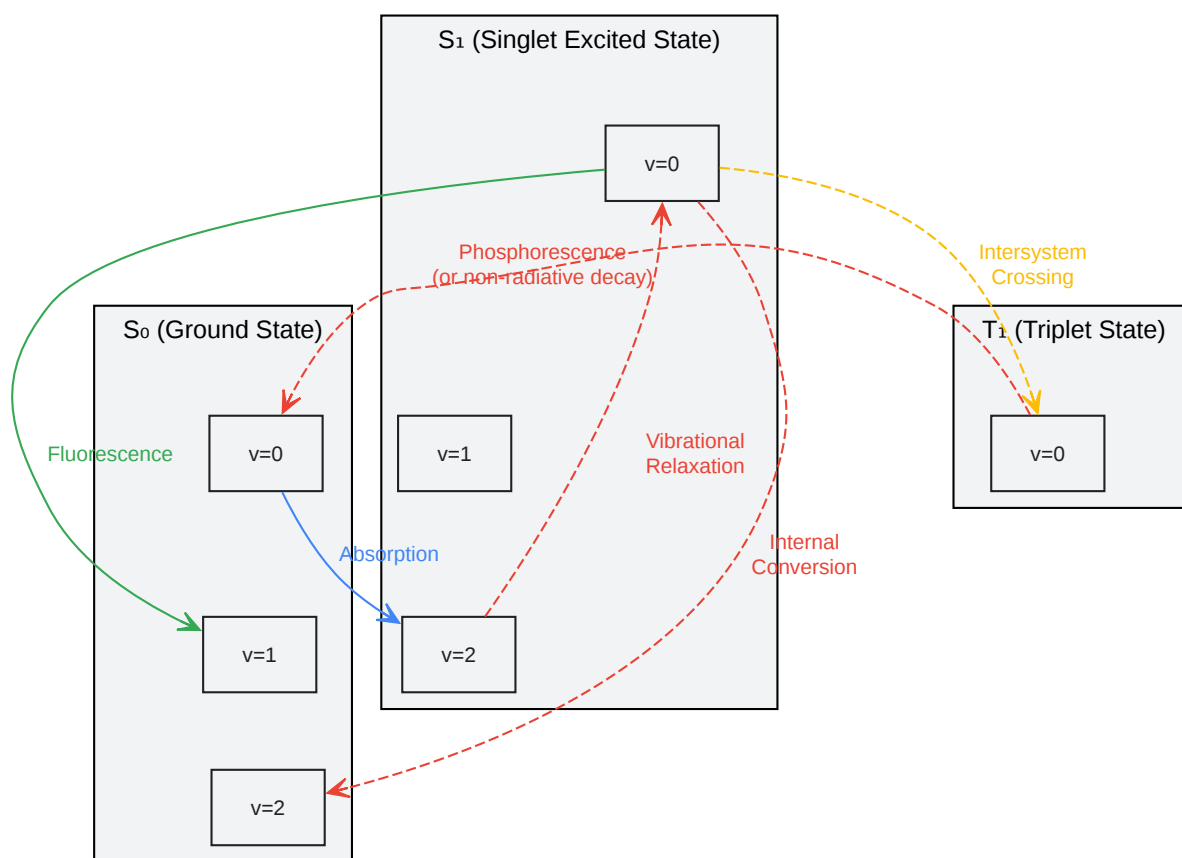 S₁ (Singlet Excited State)
v=0
Phosphorescence
(or non-radiative decay)
Intersystem
Crossing
S₀ (Ground State)
T₁ (Triplet State)
Fluorescence
v=0
v=1
Vibrational
Relaxation
v=0
Absorption
Internal
Conversion
v=1
v=2
v=2